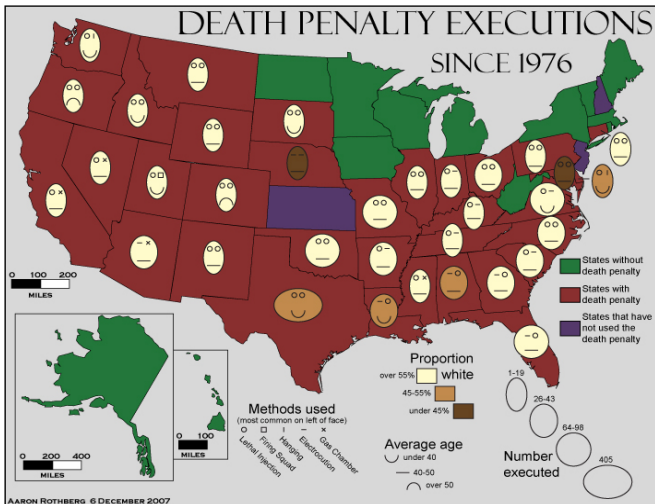 DEATH PENALTY EXECUTIONS
SINCE 1976
0 100 200
MILES
States without
death penalty
States with
death penalty
States that have
not used the
death penalty
Proportion
white
over 55%
45-55%
under 45%
1-19
26-43
64-98
405
Number
executed
Methods used
(most common on left of face)
Lethal Injection
Firing Squad
Hanging
Electrocution
Gas Chamber
Average age
under 40
40-50
over 50
0 100
MILES
0 200 400
MILES
AARON ROTHBERG 6 DECEMBER 2007